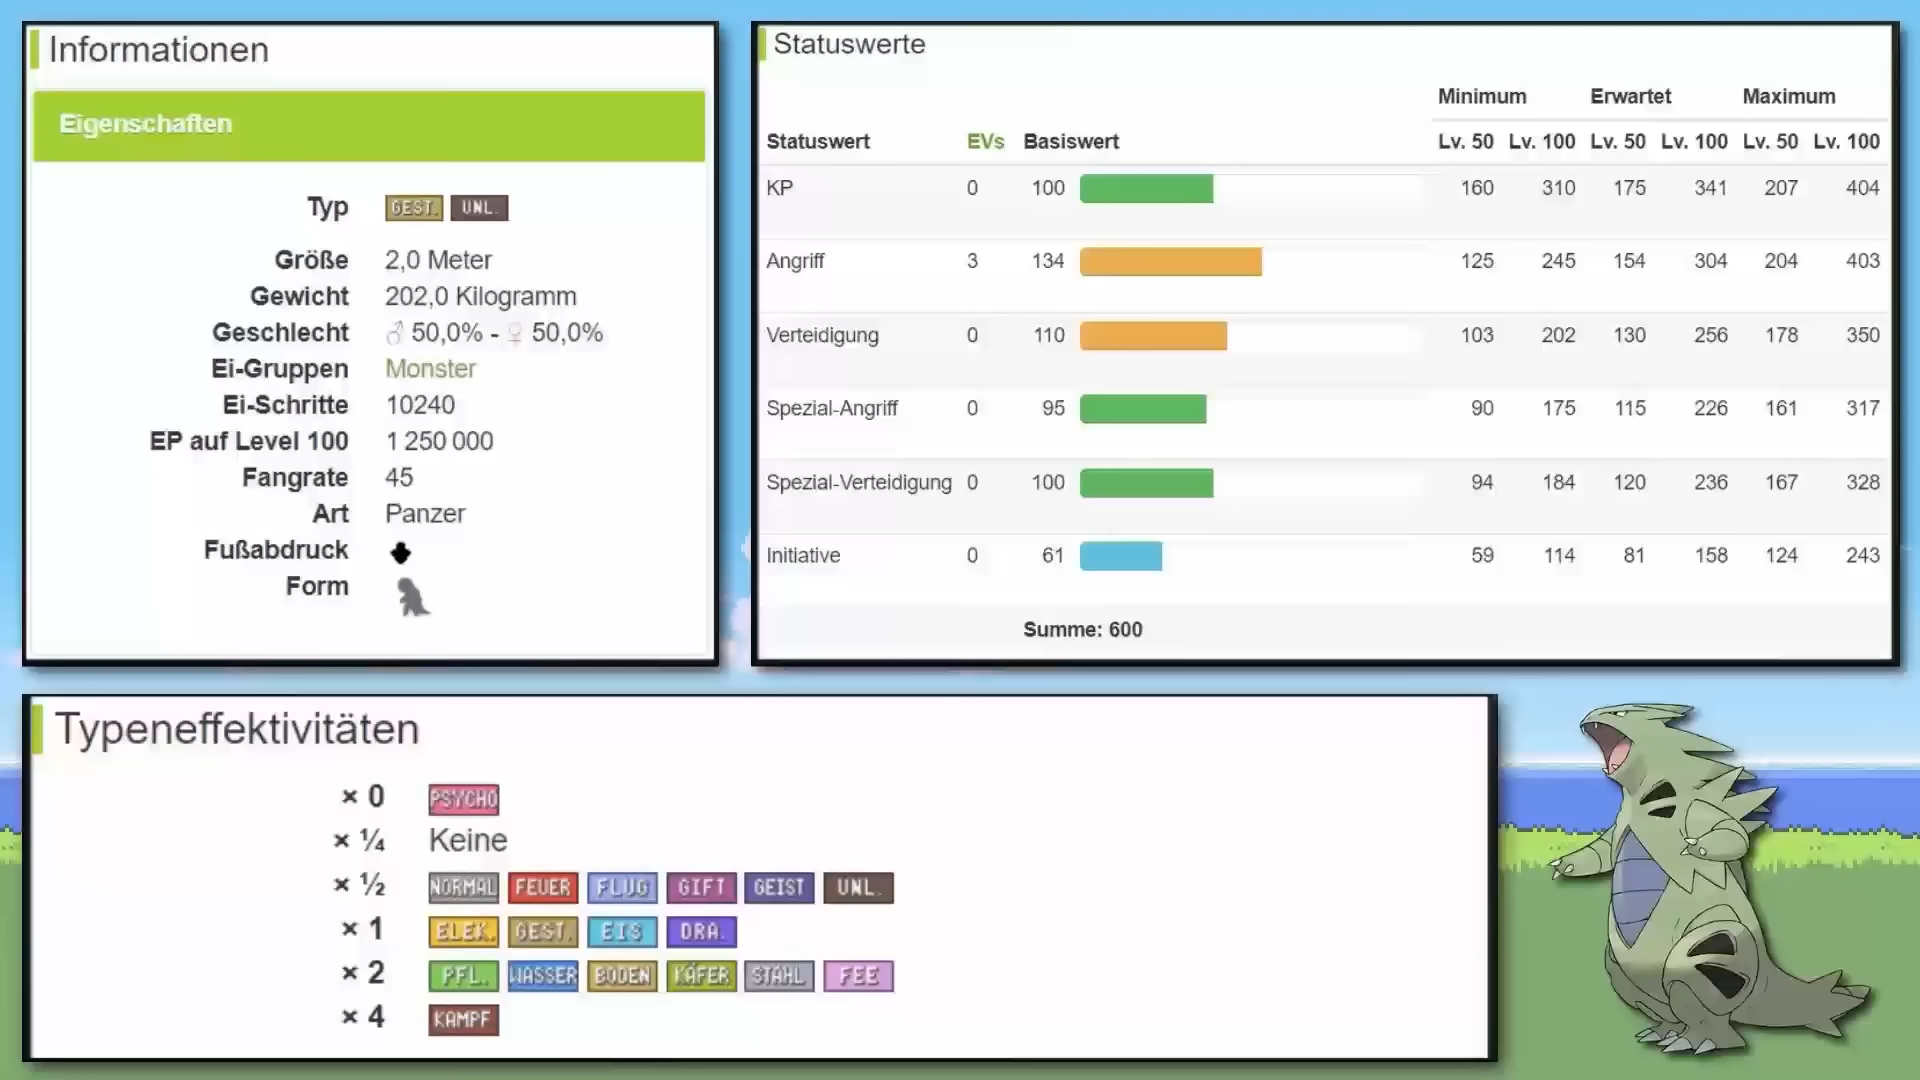 Informationen
Eigenschaften
Typ GEST. UNL.
Größe 2,0 Meter
Gewicht 202,0 Kilogramm
Geschlecht ♂ 50,0% - ♀ 50,0%
Ei-Gruppen Monster
Ei-Schritte 10240
EP auf Level 100 1 250 000
Fangrate 45
Art Panzer
Fußabdruck
Form
Statuswerte
Minimum Erwartet Maximum
Statuswert EVs Basiswert Lv. 50 Lv. 100 Lv. 50 Lv. 100 Lv. 50 Lv. 100
KP 0 100 160 310 175 341 207 404
Angriff 3 134 125 245 154 304 204 403
Verteidigung 0 110 103 202 130 256 178 350
Spezial-Angriff 0 95 90 175 115 226 161 317
Spezial-Verteidigung 0 100 94 184 120 236 167 328
Initiative 0 61 59 114 81 158 124 243
Summe: 600
Typeneffektivitäten
× 0 PSYCHO
× ¼ Keine
× ½ NORMAL FEUER FLUG GIFT GEIST UNL.
× 1 ELEK. GEST. EIS DRA.
× 2 PFL. WASSER BODEN KÄFER STAHL FEE
× 4 KAMPF